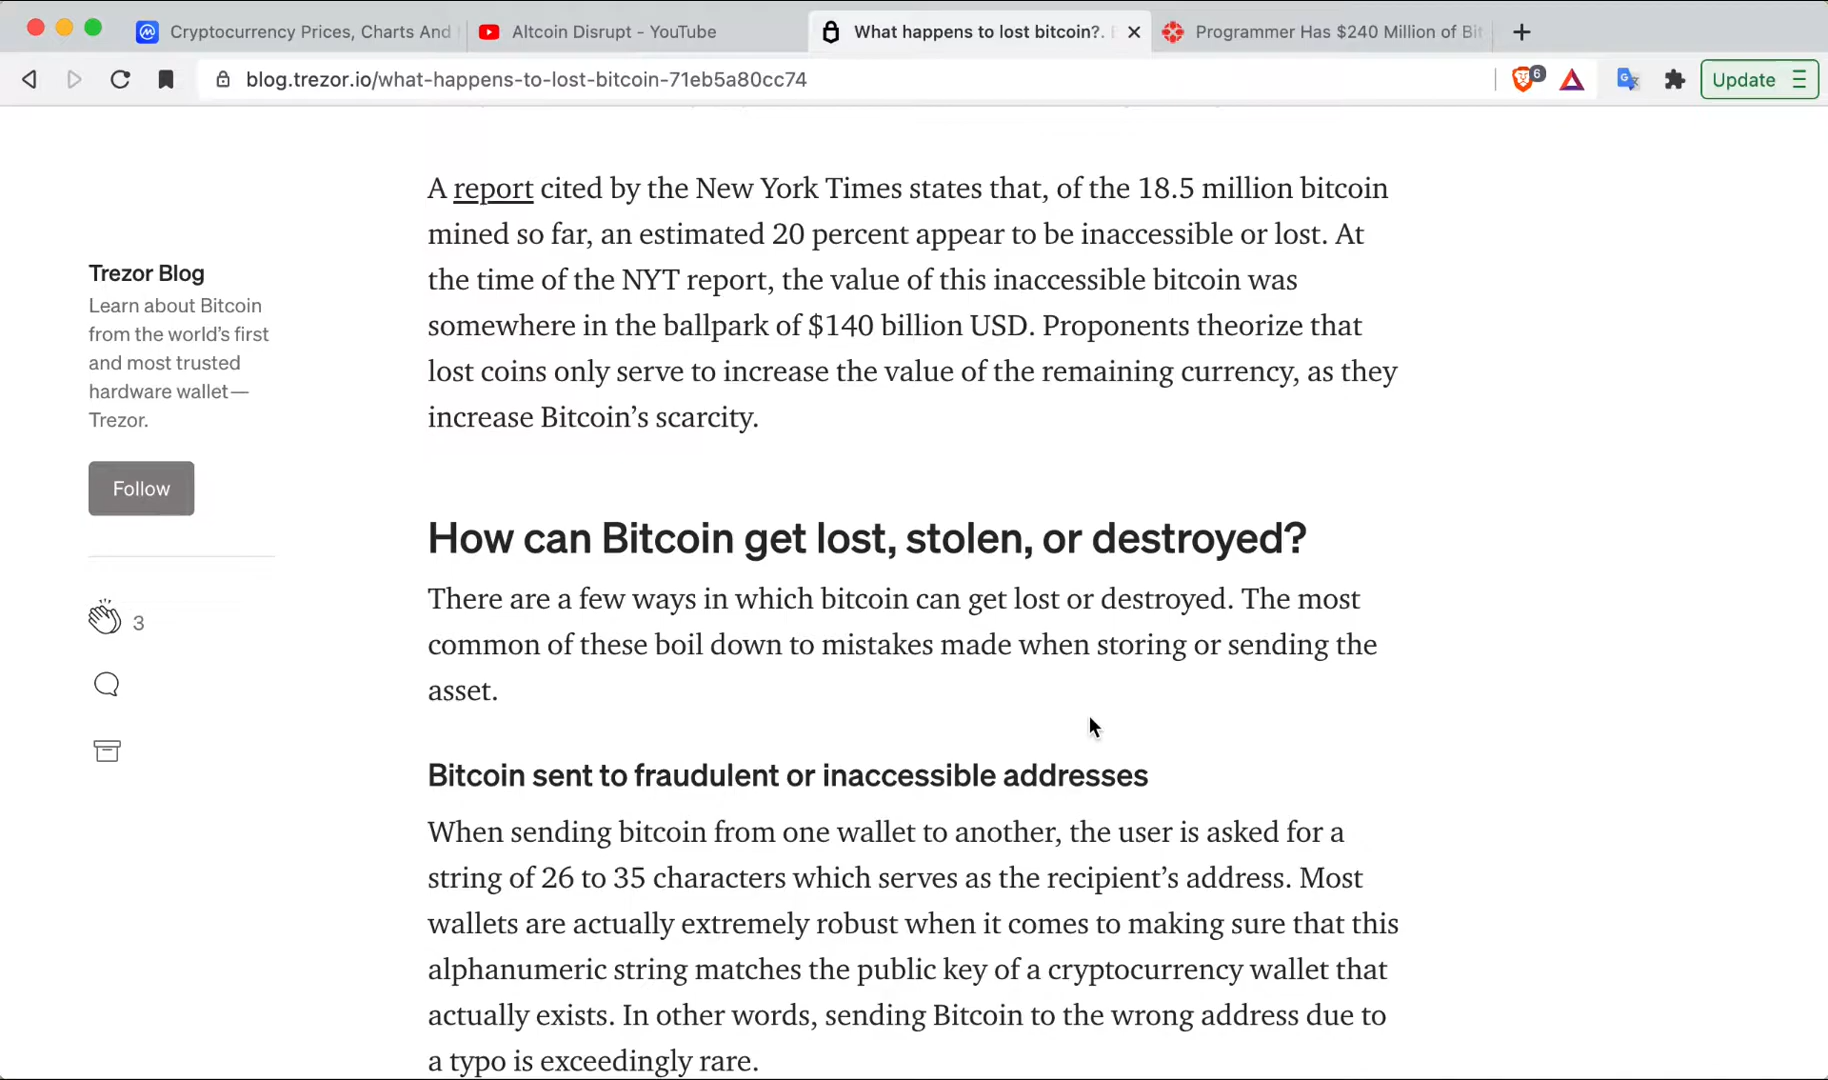 Cryptocurrency Prices, Charts And
Altcoin Disrupt - YouTube
What happens to lost bitcoin?.
Programmer Has $240 Million of Bit
blog.trezor.io/what-happens-to-lost-bitcoin-71eb5a80cc74
6
Update
A report cited by the New York Times states that, of the 18.5 million bitcoin
mined so far, an estimated 20 percent appear to be inaccessible or lost. At
the time of the NYT report, the value of this inaccessible bitcoin was
somewhere in the ballpark of $140 billion USD. Proponents theorize that
lost coins only serve to increase the value of the remaining currency, as they
increase Bitcoin’s scarcity.
Trezor Blog
Learn about Bitcoin
from the world’s first
and most trusted
hardware wallet—
Trezor.
Follow
3
How can Bitcoin get lost, stolen, or destroyed?
There are a few ways in which bitcoin can get lost or destroyed. The most
common of these boil down to mistakes made when storing or sending the
asset.
Bitcoin sent to fraudulent or inaccessible addresses
When sending bitcoin from one wallet to another, the user is asked for a
string of 26 to 35 characters which serves as the recipient’s address. Most
wallets are actually extremely robust when it comes to making sure that this
alphanumeric string matches the public key of a cryptocurrency wallet that
actually exists. In other words, sending Bitcoin to the wrong address due to
a typo is exceedingly rare.